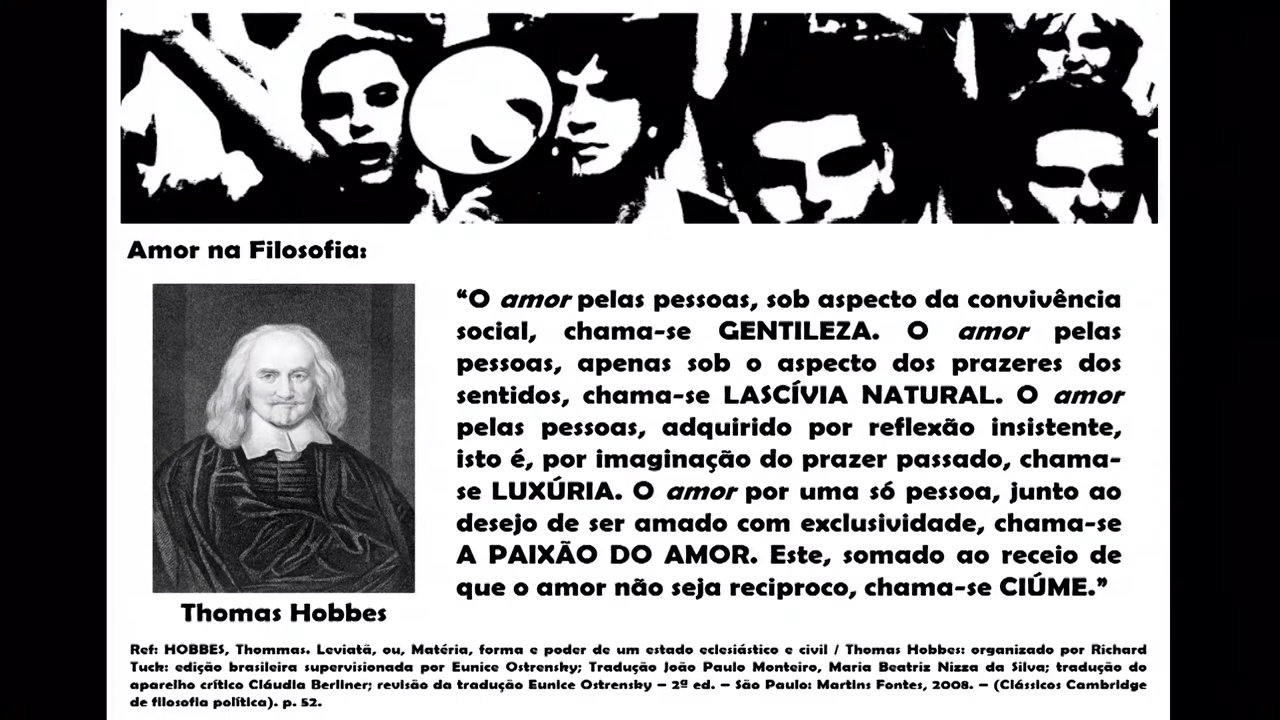 Amor na Filosofia:
“O amor pelas pessoas, sob aspecto da convivência
social, chama-se GENTILEZA. O amor pelas
pessoas, apenas sob o aspecto dos prazeres dos
sentidos, chama-se LASCÍVIA NATURAL. O amor
pelas pessoas, adquirido por reflexão insistente,
isto é, por imaginação do prazer passado, chama-
se LUXÚRIA. O amor por uma só pessoa, junto ao
desejo de ser amado com exclusividade, chama-se
A PAIXÃO DO AMOR. Este, somado ao receio de
que o amor não seja reciproco, chama-se CIÚME.”
Thomas Hobbes
Ref: HOBBES, Thommas. Leviatã, ou, Matéria, forma e poder de um estado eclesiástico e civil / Thomas Hobbes: organizado por Richard
Tuck: edição brasileira supervisionada por Eunice Ostrensky; Tradução João Paulo Monteiro, Maria Beatriz Nizza da Silva; tradução do
aparelho crítico Cláudia Berliner; revisão da tradução Eunice Ostrensky – 2ª ed. – São Paulo: Martins Fontes, 2008. – (Clássicos Cambridge
de filosofia política). p. 52.